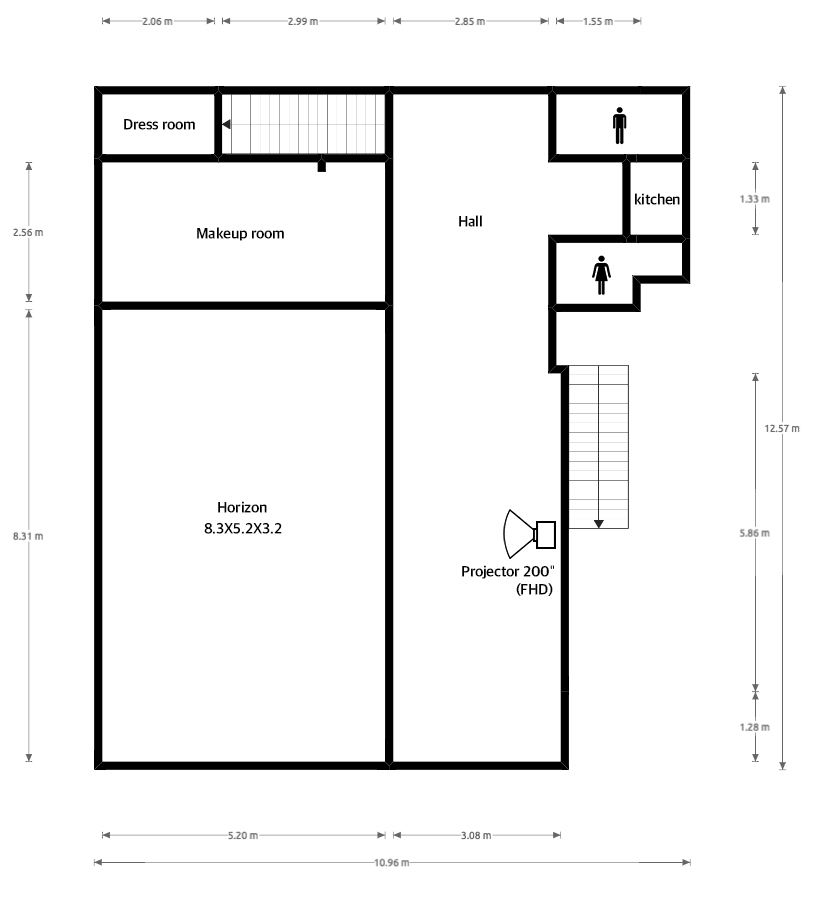 2.06 m
2.99 m
2.85 m
1.55 m
Dress room
kitchen
1.33 m
Hall
2.56 m
Makeup room
12.57 m
Horizon
8.3X5.2X3.2
8.31 m
5.86 m
Projector 200"
(FHD)
1.28 m
5.20 m
3.08 m
10.96 m